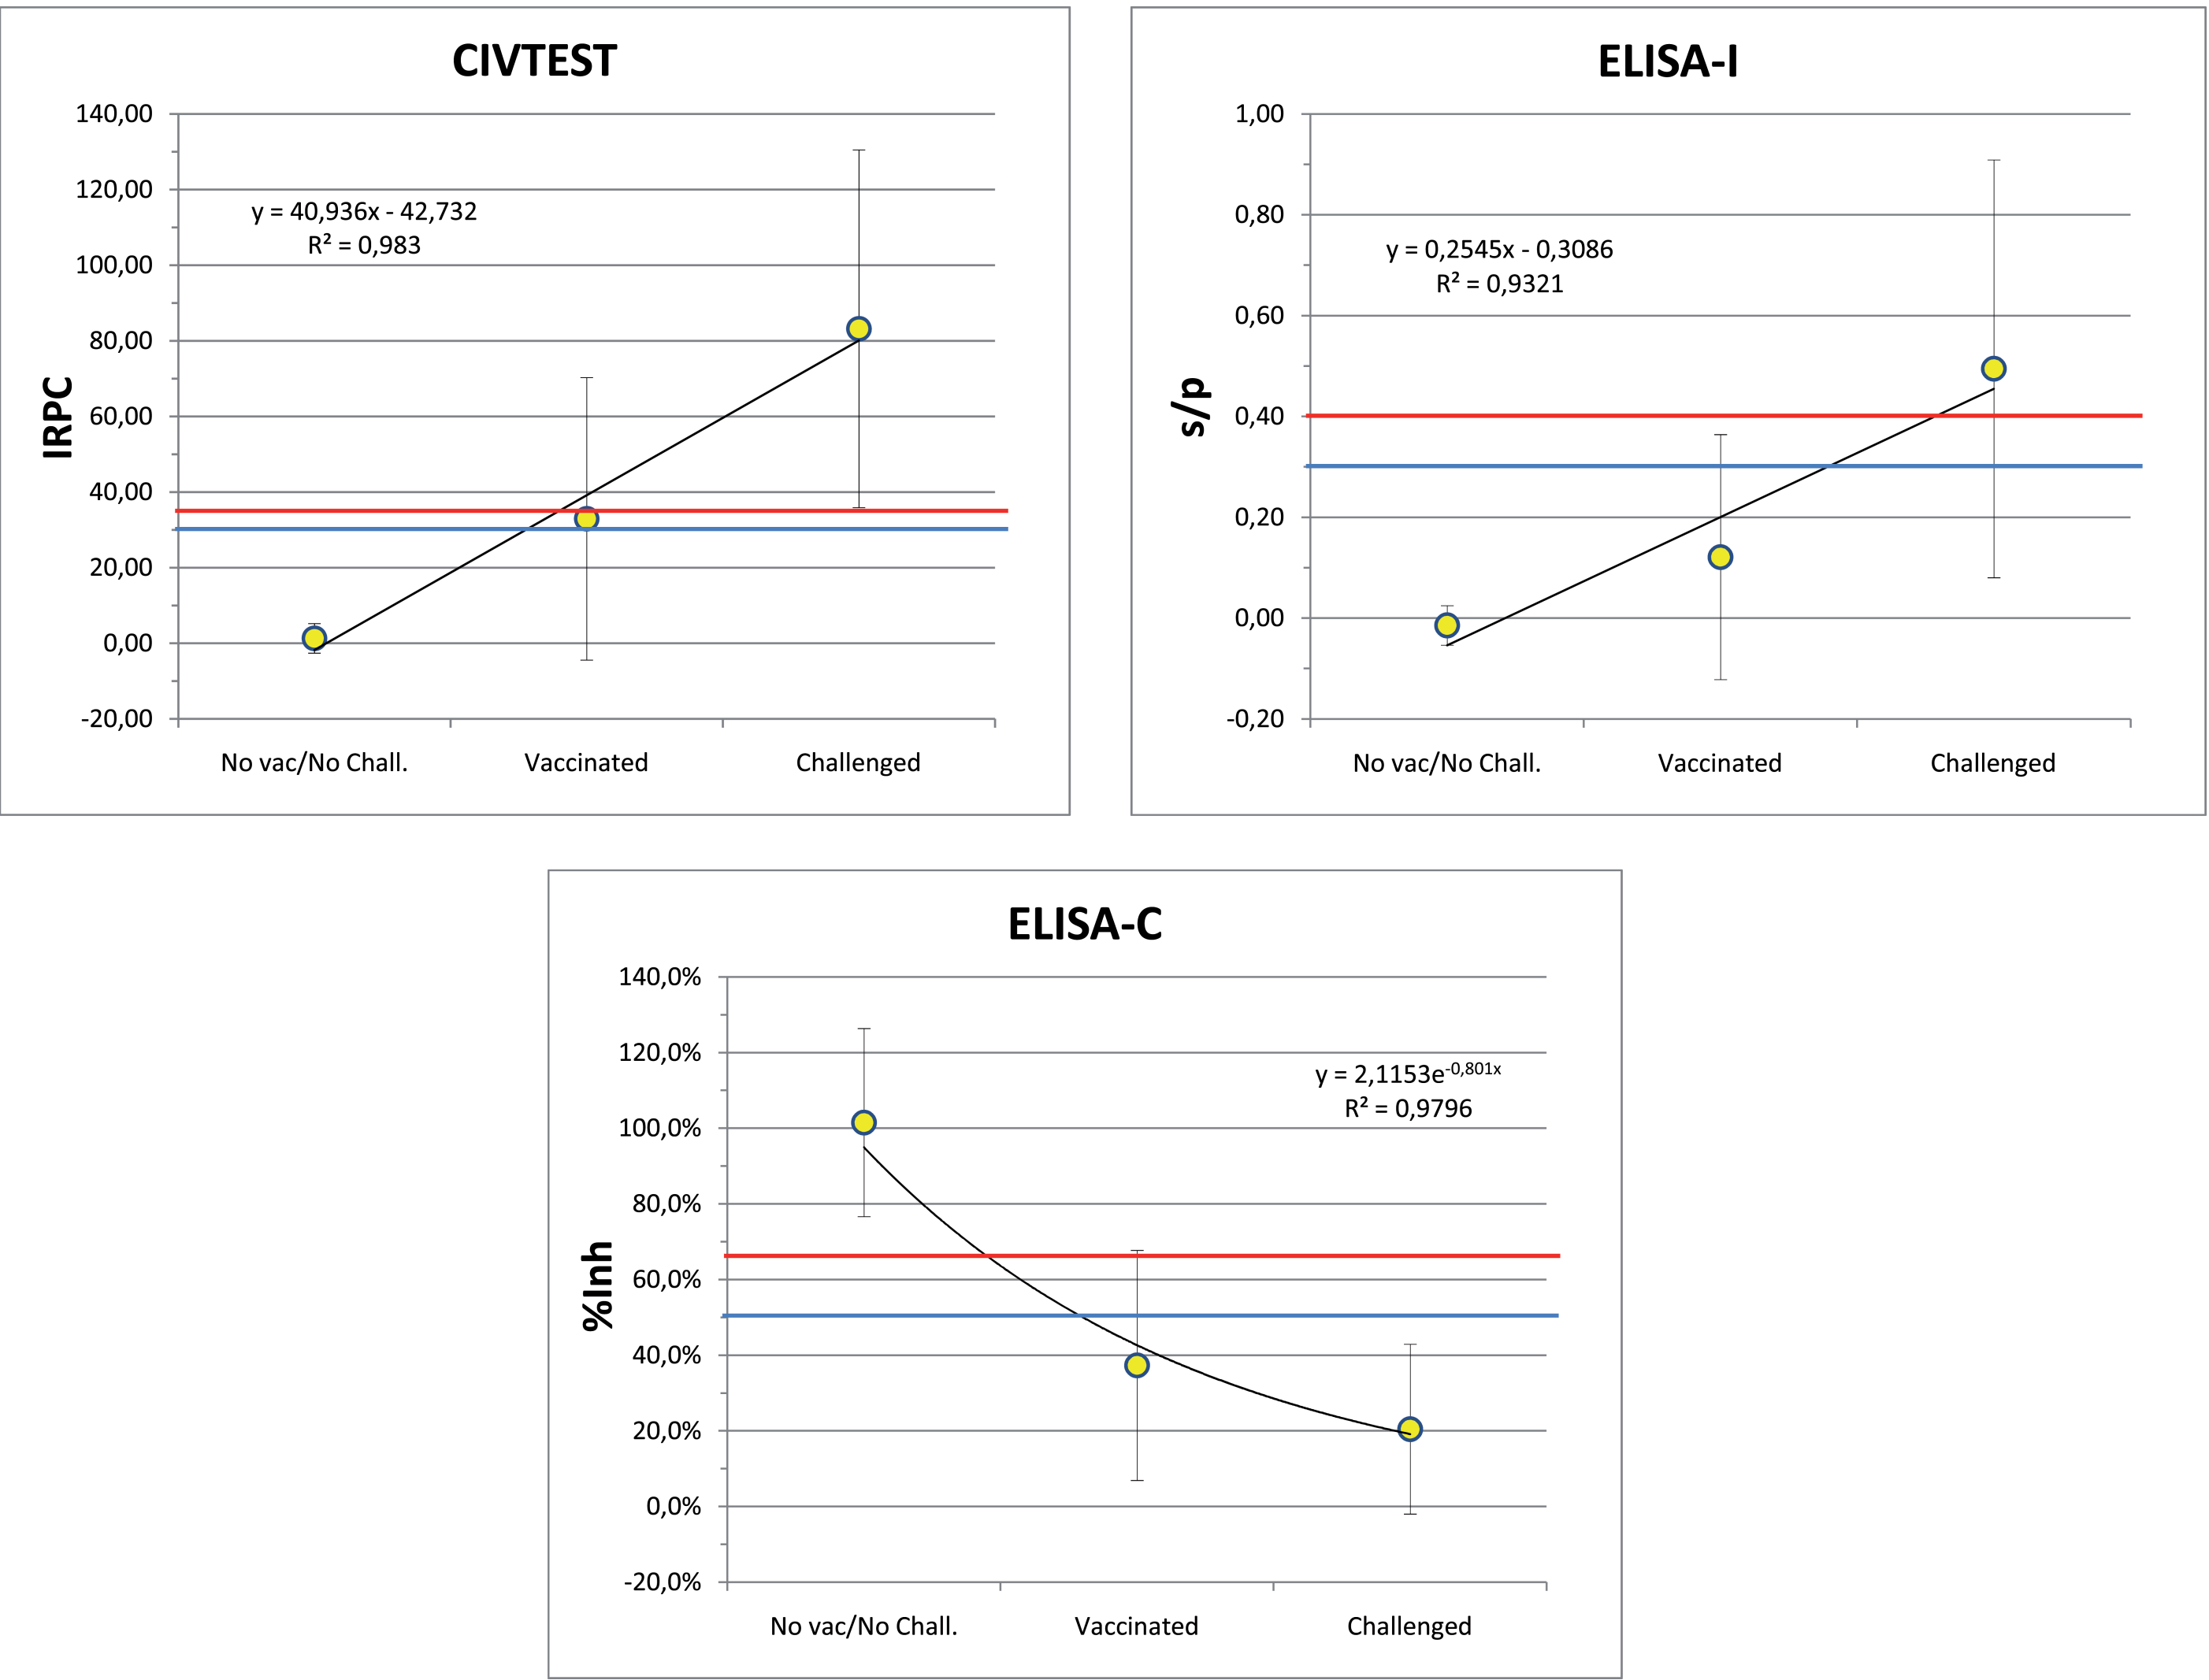 CIVTEST
140,00
120,00
100,00
80,00
60,00
40,00
20,00
0,00
-20,00
IRPC
y = 40,936x - 42,732
R² = 0,983
No vac/No Chall.
Vaccinated
Challenged
ELISA-I
1,00
0,80
0,60
0,40
0,20
0,00
-0,20
s/p
y = 0,2545x - 0,3086
R² = 0,9321
No vac/No Chall.
Vaccinated
Challenged
ELISA-C
140,0%
120,0%
100,0%
80,0%
60,0%
40,0%
20,0%
0,0%
-20,0%
%Inh
y = 2,1153e^-0,801x
R² = 0,9796
No vac/No Chall.
Vaccinated
Challenged